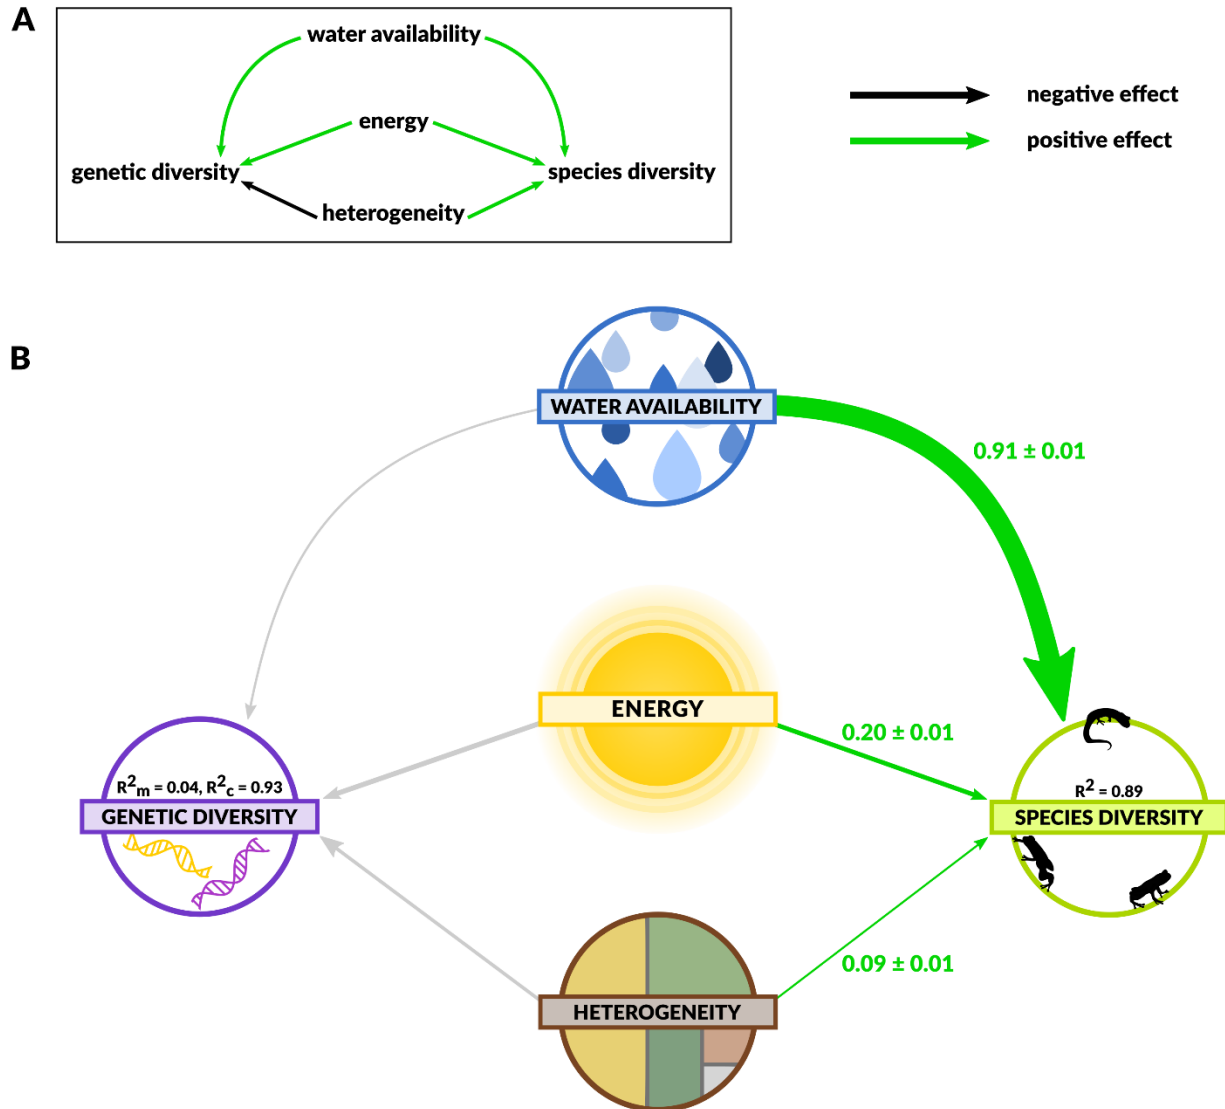 A
water availability
energy
genetic diversity
species diversity
heterogeneity
negative effect
positive effect
B
WATER AVAILABILITY
0.91 ± 0.01
ENERGY
0.20 ± 0.01
R²m = 0.04, R²c = 0.93
GENETIC DIVERSITY
R² = 0.89
SPECIES DIVERSITY
0.09 ± 0.01
HETEROGENEITY